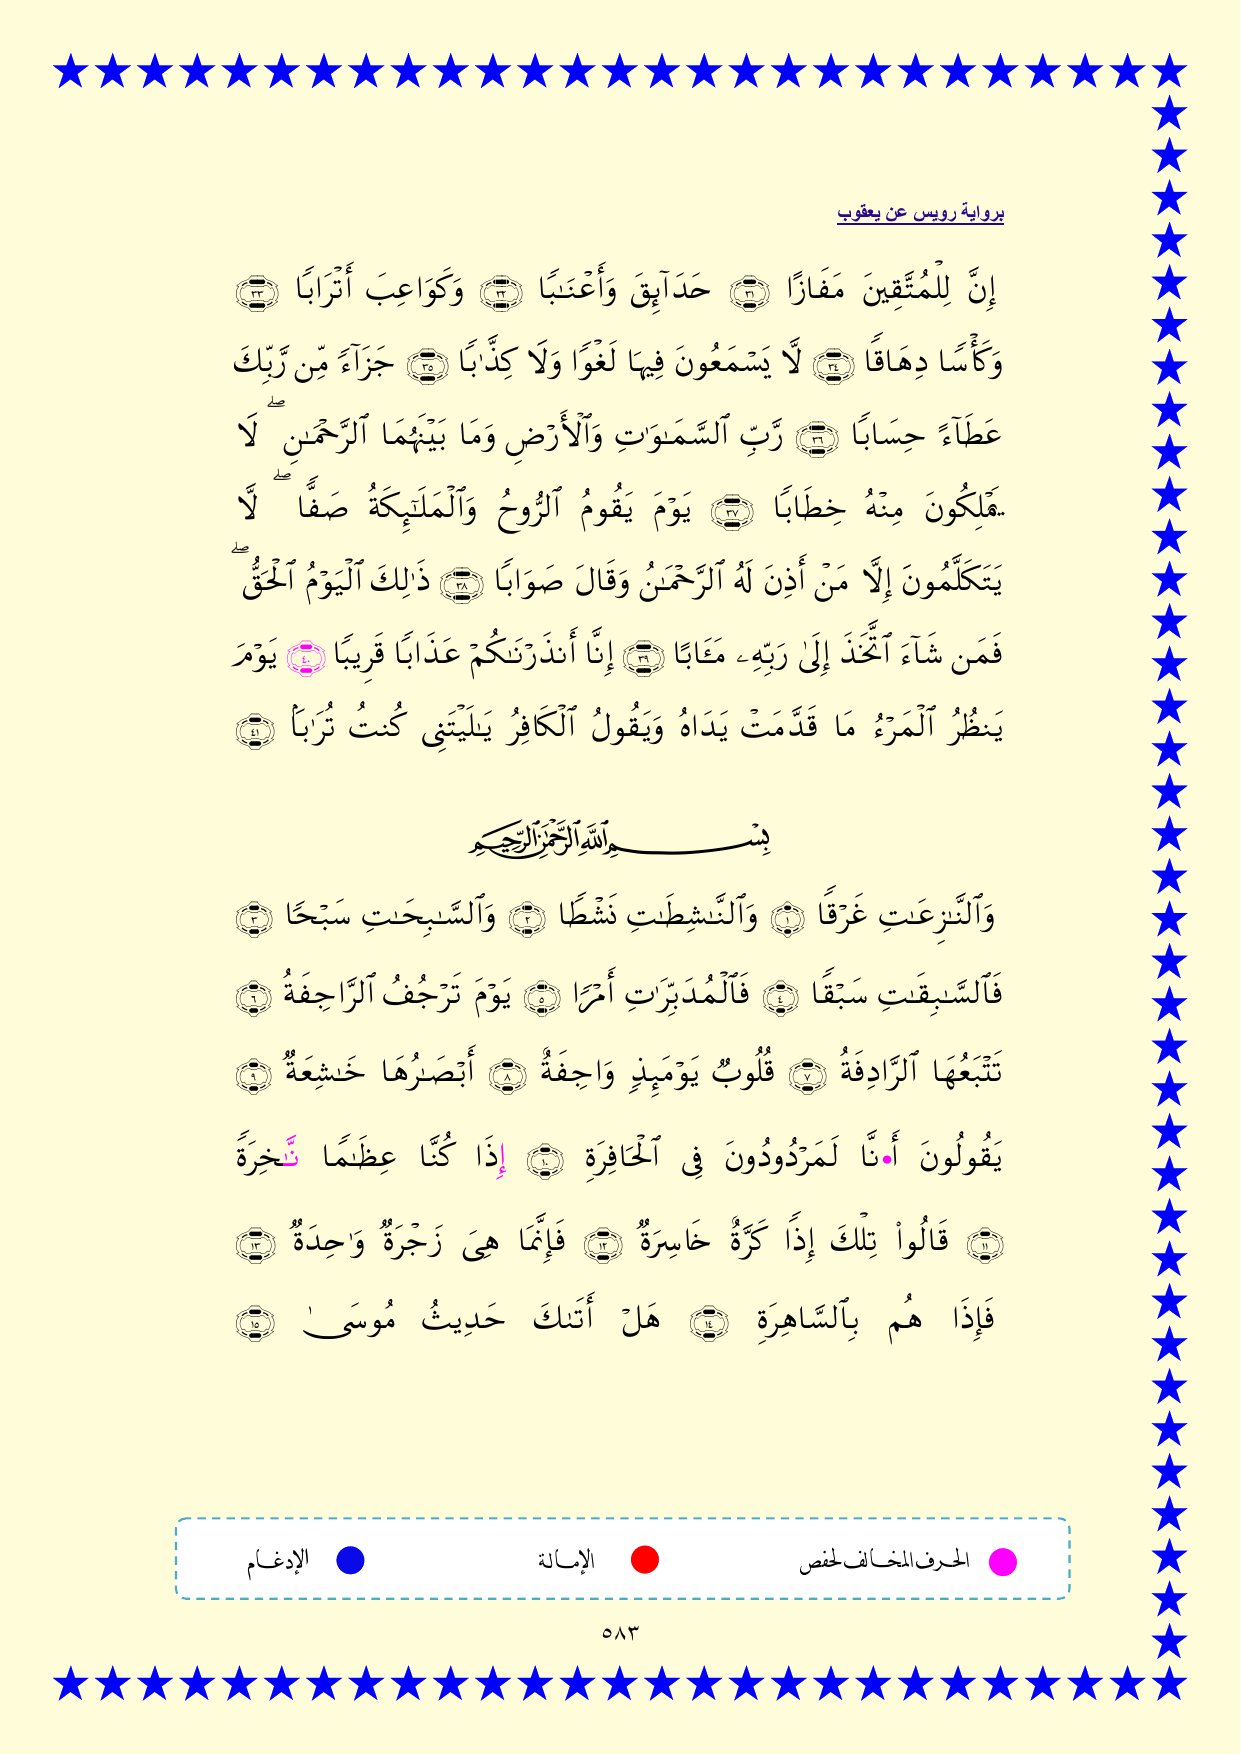 برواية رويس عن يعقوب
إِنَّ لِلْمُتَّقِينَ مَفَازًا ٣١ حَدَآئِقَ وَأَعْنَٰبًا ٣٢ وَكَوَاعِبَ أَتْرَابًا ٣٣
وَكَأْسًا دِهَاقًا ٣٤ لَّا يَسْمَعُونَ فِيهَا لَغْوًا وَلَا كِذَّٰبًا ٣٥ جَزَآءً مِّن رَّبِّكَ
عَطَآءً حِسَابًا ٣٦ رَّبِّ ٱلسَّمَٰوَٰتِ وَٱلْأَرْضِ وَمَا بَيْنَهُمَا ٱلرَّحْمَٰنِ ۖ لَا
يَمْلِكُونَ مِنْهُ خِطَابًا ٣٧ يَوْمَ يَقُومُ ٱلرُّوحُ وَٱلْمَلَٰٓئِكَةُ صَفًّا ۖ لَّا
يَتَكَلَّمُونَ إِلَّا مَنْ أَذِنَ لَهُ ٱلرَّحْمَٰنُ وَقَالَ صَوَابًا ٣٨ ذَٰلِكَ ٱلْيَوْمُ ٱلْحَقُّ ۖ
فَمَن شَآءَ ٱتَّخَذَ إِلَىٰ رَبِّهِۦ مَـَٔابًا ٣٩ إِنَّا أَنذَرْنَٰكُمْ عَذَابًا قَرِيبًا ٤٠ يَوْمَ
يَنظُرُ ٱلْمَرْءُ مَا قَدَّمَتْ يَدَاهُ وَيَقُولُ ٱلْكَافِرُ يَٰلَيْتَنِى كُنتُ تُرَٰبًۢا ٤١
بِسْمِ ٱللَّهِ ٱلرَّحْمَٰنِ ٱلرَّحِيمِ
وَٱلنَّٰزِعَٰتِ غَرْقًا ١ وَٱلنَّٰشِطَٰتِ نَشْطًا ٢ وَٱلسَّٰبِحَٰتِ سَبْحًا ٣
فَٱلسَّٰبِقَٰتِ سَبْقًا ٤ فَٱلْمُدَبِّرَٰتِ أَمْرًا ٥ يَوْمَ تَرْجُفُ ٱلرَّاجِفَةُ ٦
تَتْبَعُهَا ٱلرَّادِفَةُ ٧ قُلُوبٌ يَوْمَئِذٍ وَاجِفَةٌ ٨ أَبْصَٰرُهَا خَٰشِعَةٌ ٩
يَقُولُونَ أَ•نَّا لَمَرْدُودُونَ فِى ٱلْحَافِرَةِ ١٠ إِذَا كُنَّا عِظَٰمًا نَّٰخِرَةً
١١ قَالُوا۟ تِلْكَ إِذًا كَرَّةٌ خَاسِرَةٌ ١٢ فَإِنَّمَا هِىَ زَجْرَةٌ وَٰحِدَةٌ ١٣
فَإِذَا هُم بِٱلسَّاهِرَةِ ١٤ هَلْ أَتَىٰكَ حَدِيثُ مُوسَىٰ ١٥
الحرف المخالف لحفص الإمالة الإدغام
٥٨٣